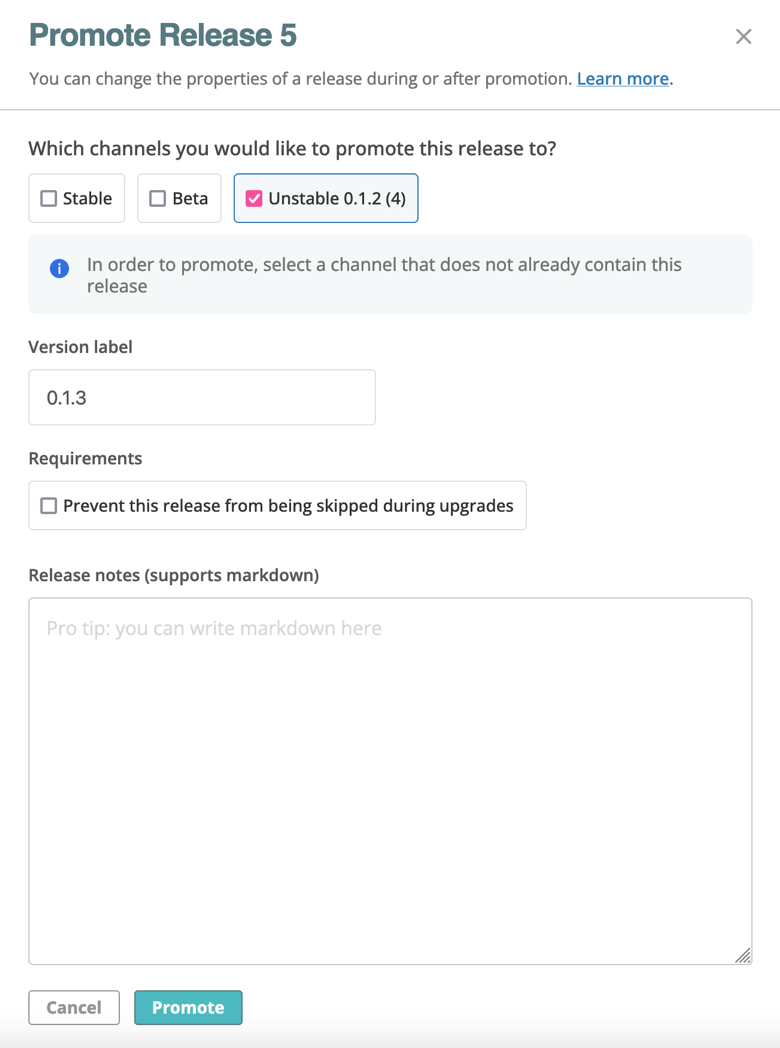 Promote Release 5
You can change the properties of a release during or after promotion. Learn more.
Which channels you would like to promote this release to?
Stable
Beta
Unstable 0.1.2 (4)
In order to promote, select a channel that does not already contain this
release
Version label
0.1.3
Requirements
Prevent this release from being skipped during upgrades
Release notes (supports markdown)
Pro tip: you can write markdown here
Cancel
Promote